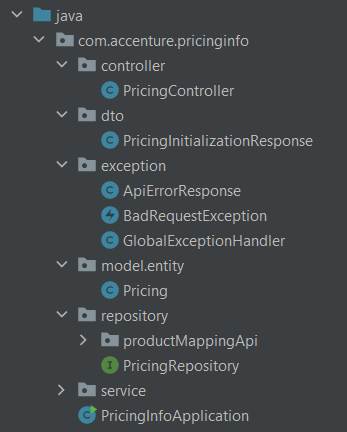 java
com.accenture.pricinginfo
controller
PricingController
dto
PricingInitializationResponse
exception
ApiErrorResponse
BadRequestException
GlobalExceptionHandler
model.entity
Pricing
repository
productMappingApi
PricingRepository
service
PricingInfoApplication